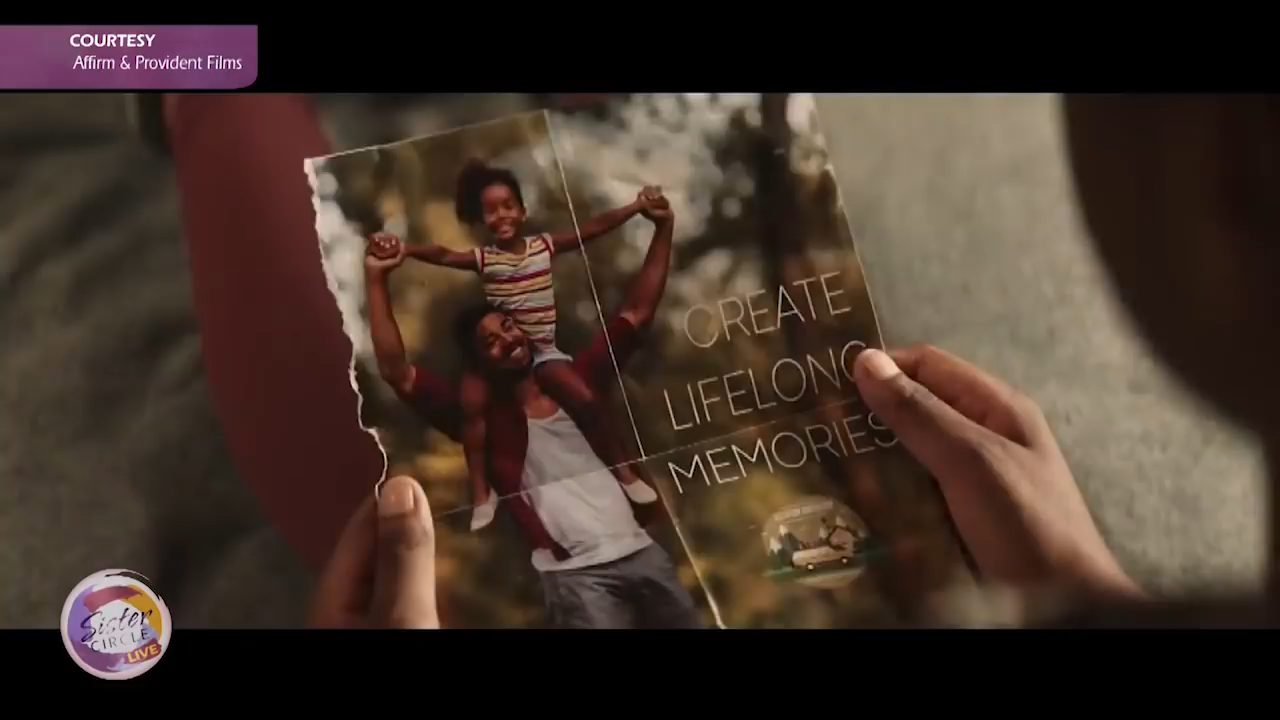 COURTESY
Affirm & Provident Films
CREATE
LIFELONG
MEMORIES
Sister
CIRCLE
LIVE